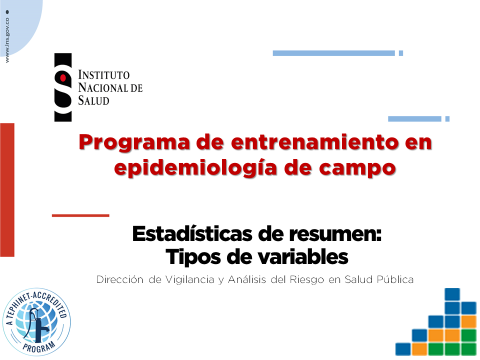 www.ins.gov.co
INSTITUTO
NACIONAL DE
SALUD
Programa de entrenamiento en
epidemiología de campo
Estadísticas de resumen:
Tipos de variables
Dirección de Vigilancia y Análisis del Riesgo en Salud Pública
A TEPHINET-ACCREDITED
PROGRAM